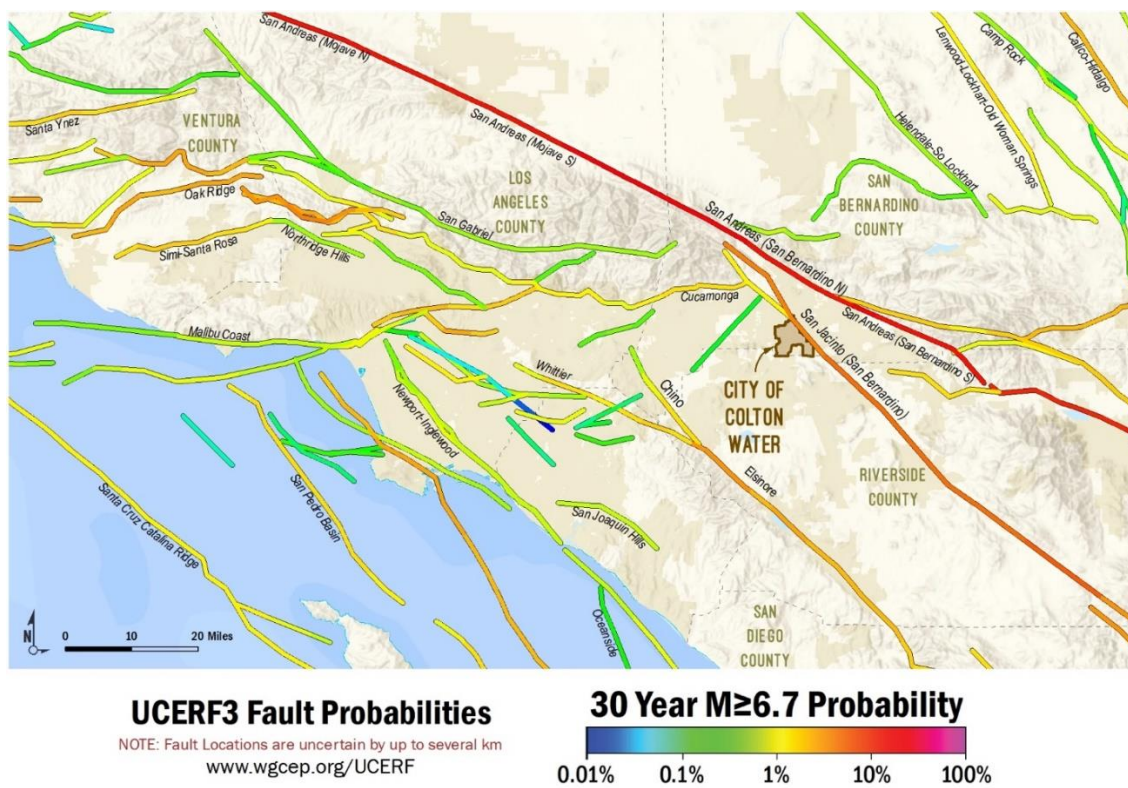 San Andreas (Mojave N)
Lenwood-Lockhart-Old Woman Springs
Camp Rock
Calico-Hidalgo
Santa Ynez
VENTURA
COUNTY
San Andreas (Mojave S)
Helendale-So Lockhart
Oak Ridge
LOS
ANGELES
COUNTY
SAN
BERNARDINO
COUNTY
San Gabriel
Simi-Santa Rosa
Northridge Hills
San Andreas (San Bernardino N)
Cucamonga
San Andreas (San Bernardino S)
San Jacinto (San Bernardino)
Malibu Coast
Whittier
Chino
CITY OF
COLTON
WATER
Newport-Inglewood
Elsinore
RIVERSIDE
COUNTY
San Pedro Basin
Santa Cruz Catalina Ridge
San Joaquin Hills
Oceanside
SAN
DIEGO
COUNTY
N
0 10 20 Miles
UCERF3 Fault Probabilities
NOTE: Fault Locations are uncertain by up to several km
www.wgcep.org/UCERF
30 Year M≥6.7 Probability
0.01% 0.1% 1% 10% 100%